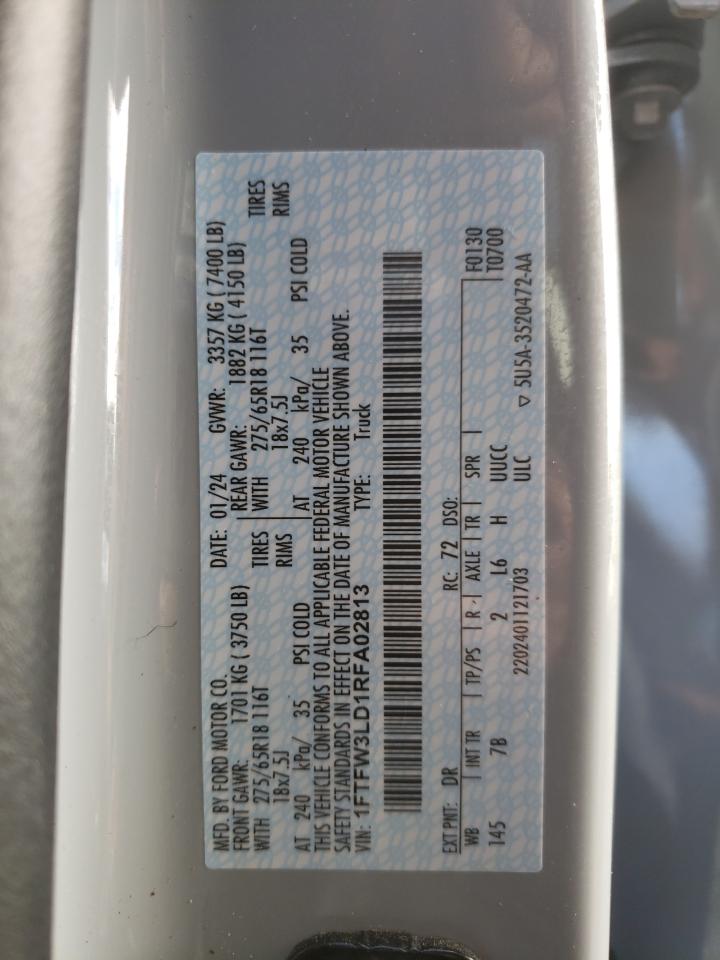 MFD. BY FORD MOTOR CO. DATE: 01/24 GVWR: 3357 KG ( 7400 LB)
FRONT GAWR: 1701 KG ( 3750 LB) REAR GAWR: 1882 KG ( 4150 LB)
WITH 275/65R18 116T TIRES WITH 275/65R18 116T TIRES
18x7.5J RIMS 18x7.5J RIMS
AT 240 kPa/ 35 PSI COLD AT 240 kPa/ 35 PSI COLD
THIS VEHICLE CONFORMS TO ALL APPLICABLE FEDERAL MOTOR VEHICLE
SAFETY STANDARDS IN EFFECT ON THE DATE OF MANUFACTURE SHOWN ABOVE.
VIN: 1FTFW3LD1RFA02813 TYPE: Truck
EXT PNT: DR RC: 72 DSO: F0130
WB INT TR TP/PS R AXLE TR SPR T0700
145 7B 2 L6 H UUCC
2202401121703 ULC ▽ 5U5A-3520472-AA